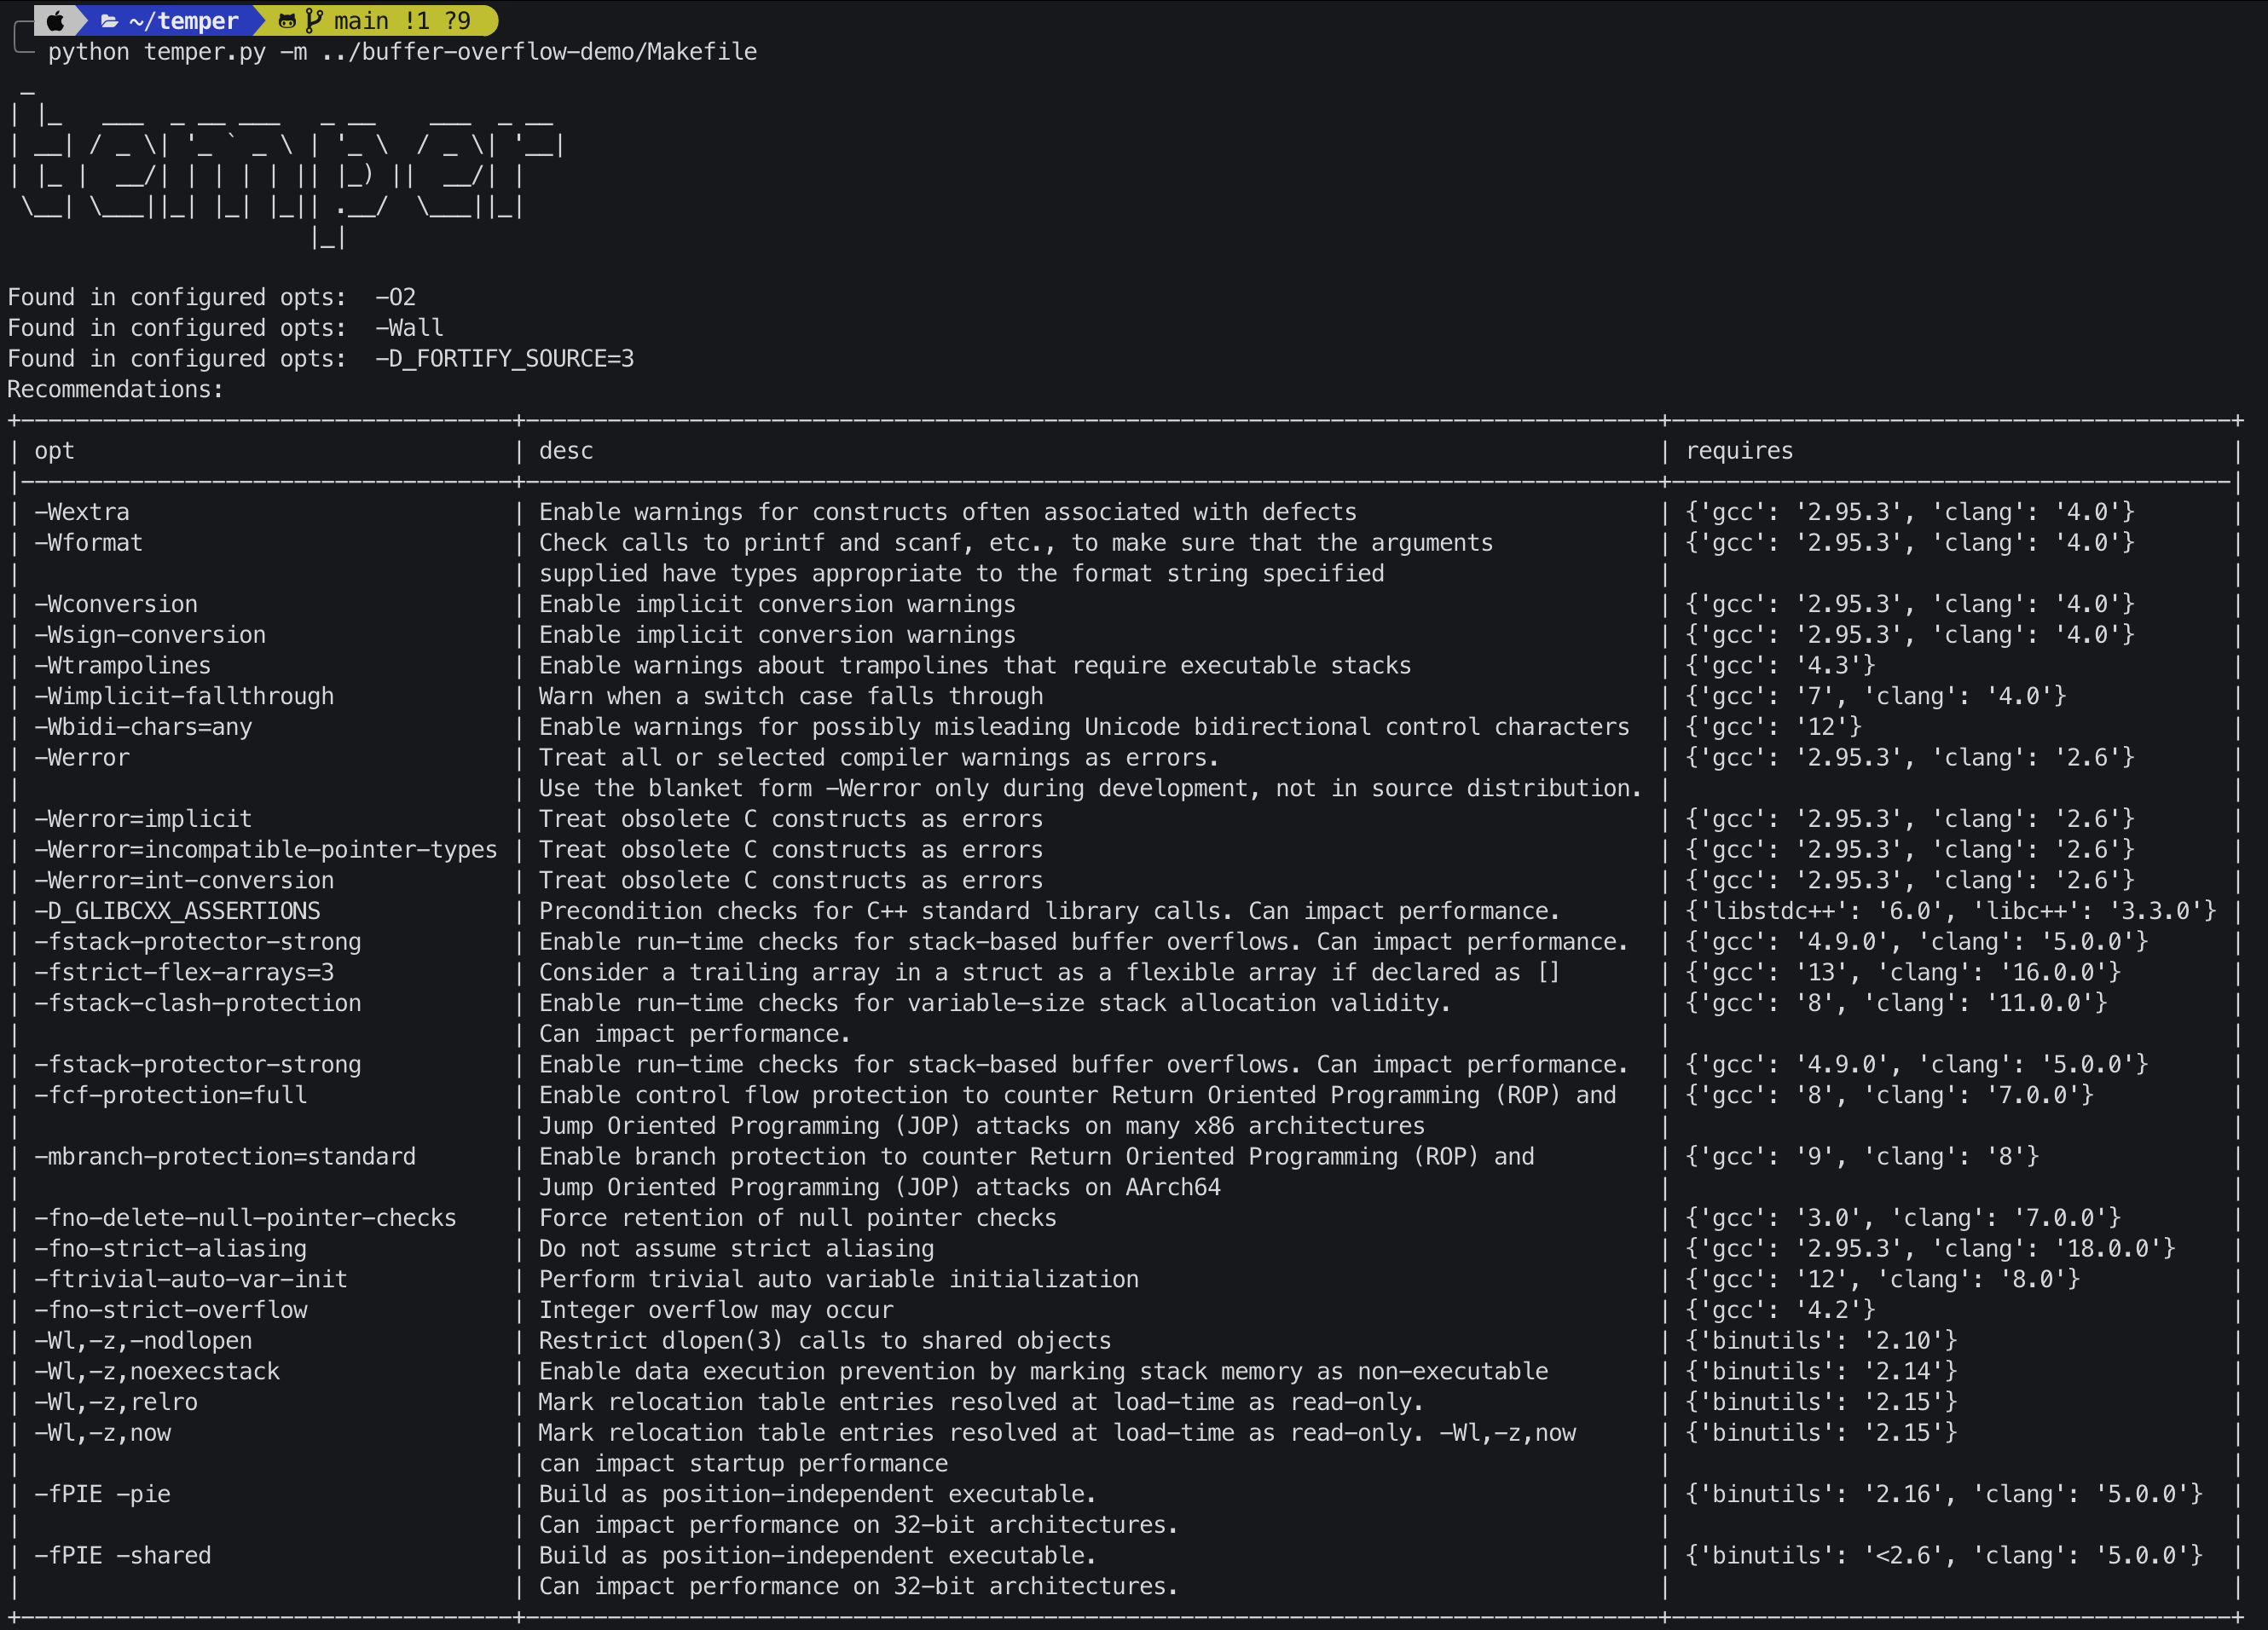 ~/temper main !1 ?9
python temper.py -m ../buffer-overflow-demo/Makefile
temper
Found in configured opts:  -O2
Found in configured opts:  -Wall
Found in configured opts:  -D_FORTIFY_SOURCE=3
Recommendations:
| opt | desc | requires |
| -Wextra | Enable warnings for constructs often associated with defects | {'gcc': '2.95.3', 'clang': '4.0'} |
| -Wformat | Check calls to printf and scanf, etc., to make sure that the arguments | {'gcc': '2.95.3', 'clang': '4.0'} |
| | supplied have types appropriate to the format string specified | |
| -Wconversion | Enable implicit conversion warnings | {'gcc': '2.95.3', 'clang': '4.0'} |
| -Wsign-conversion | Enable implicit conversion warnings | {'gcc': '2.95.3', 'clang': '4.0'} |
| -Wtrampolines | Enable warnings about trampolines that require executable stacks | {'gcc': '4.3'} |
| -Wimplicit-fallthrough | Warn when a switch case falls through | {'gcc': '7', 'clang': '4.0'} |
| -Wbidi-chars=any | Enable warnings for possibly misleading Unicode bidirectional control characters | {'gcc': '12'} |
| -Werror | Treat all or selected compiler warnings as errors. | {'gcc': '2.95.3', 'clang': '2.6'} |
| | Use the blanket form -Werror only during development, not in source distribution. | |
| -Werror=implicit | Treat obsolete C constructs as errors | {'gcc': '2.95.3', 'clang': '2.6'} |
| -Werror=incompatible-pointer-types | Treat obsolete C constructs as errors | {'gcc': '2.95.3', 'clang': '2.6'} |
| -Werror=int-conversion | Treat obsolete C constructs as errors | {'gcc': '2.95.3', 'clang': '2.6'} |
| -D_GLIBCXX_ASSERTIONS | Precondition checks for C++ standard library calls. Can impact performance. | {'libstdc++': '6.0', 'libc++': '3.3.0'} |
| -fstack-protector-strong | Enable run-time checks for stack-based buffer overflows. Can impact performance. | {'gcc': '4.9.0', 'clang': '5.0.0'} |
| -fstrict-flex-arrays=3 | Consider a trailing array in a struct as a flexible array if declared as [] | {'gcc': '13', 'clang': '16.0.0'} |
| -fstack-clash-protection | Enable run-time checks for variable-size stack allocation validity. | {'gcc': '8', 'clang': '11.0.0'} |
| | Can impact performance. | |
| -fstack-protector-strong | Enable run-time checks for stack-based buffer overflows. Can impact performance. | {'gcc': '4.9.0', 'clang': '5.0.0'} |
| -fcf-protection=full | Enable control flow protection to counter Return Oriented Programming (ROP) and | {'gcc': '8', 'clang': '7.0.0'} |
| | Jump Oriented Programming (JOP) attacks on many x86 architectures | |
| -mbranch-protection=standard | Enable branch protection to counter Return Oriented Programming (ROP) and | {'gcc': '9', 'clang': '8'} |
| | Jump Oriented Programming (JOP) attacks on AArch64 | |
| -fno-delete-null-pointer-checks | Force retention of null pointer checks | {'gcc': '3.0', 'clang': '7.0.0'} |
| -fno-strict-aliasing | Do not assume strict aliasing | {'gcc': '2.95.3', 'clang': '18.0.0'} |
| -ftrivial-auto-var-init | Perform trivial auto variable initialization | {'gcc': '12', 'clang': '8.0'} |
| -fno-strict-overflow | Integer overflow may occur | {'gcc': '4.2'} |
| -Wl,-z,-nodlopen | Restrict dlopen(3) calls to shared objects | {'binutils': '2.10'} |
| -Wl,-z,noexecstack | Enable data execution prevention by marking stack memory as non-executable | {'binutils': '2.14'} |
| -Wl,-z,relro | Mark relocation table entries resolved at load-time as read-only. | {'binutils': '2.15'} |
| -Wl,-z,now | Mark relocation table entries resolved at load-time as read-only. -Wl,-z,now | {'binutils': '2.15'} |
| | can impact startup performance | |
| -fPIE -pie | Build as position-independent executable. | {'binutils': '2.16', 'clang': '5.0.0'} |
| | Can impact performance on 32-bit architectures. | |
| -fPIE -shared | Build as position-independent executable. | {'binutils': '<2.6', 'clang': '5.0.0'} |
| | Can impact performance on 32-bit architectures. | |